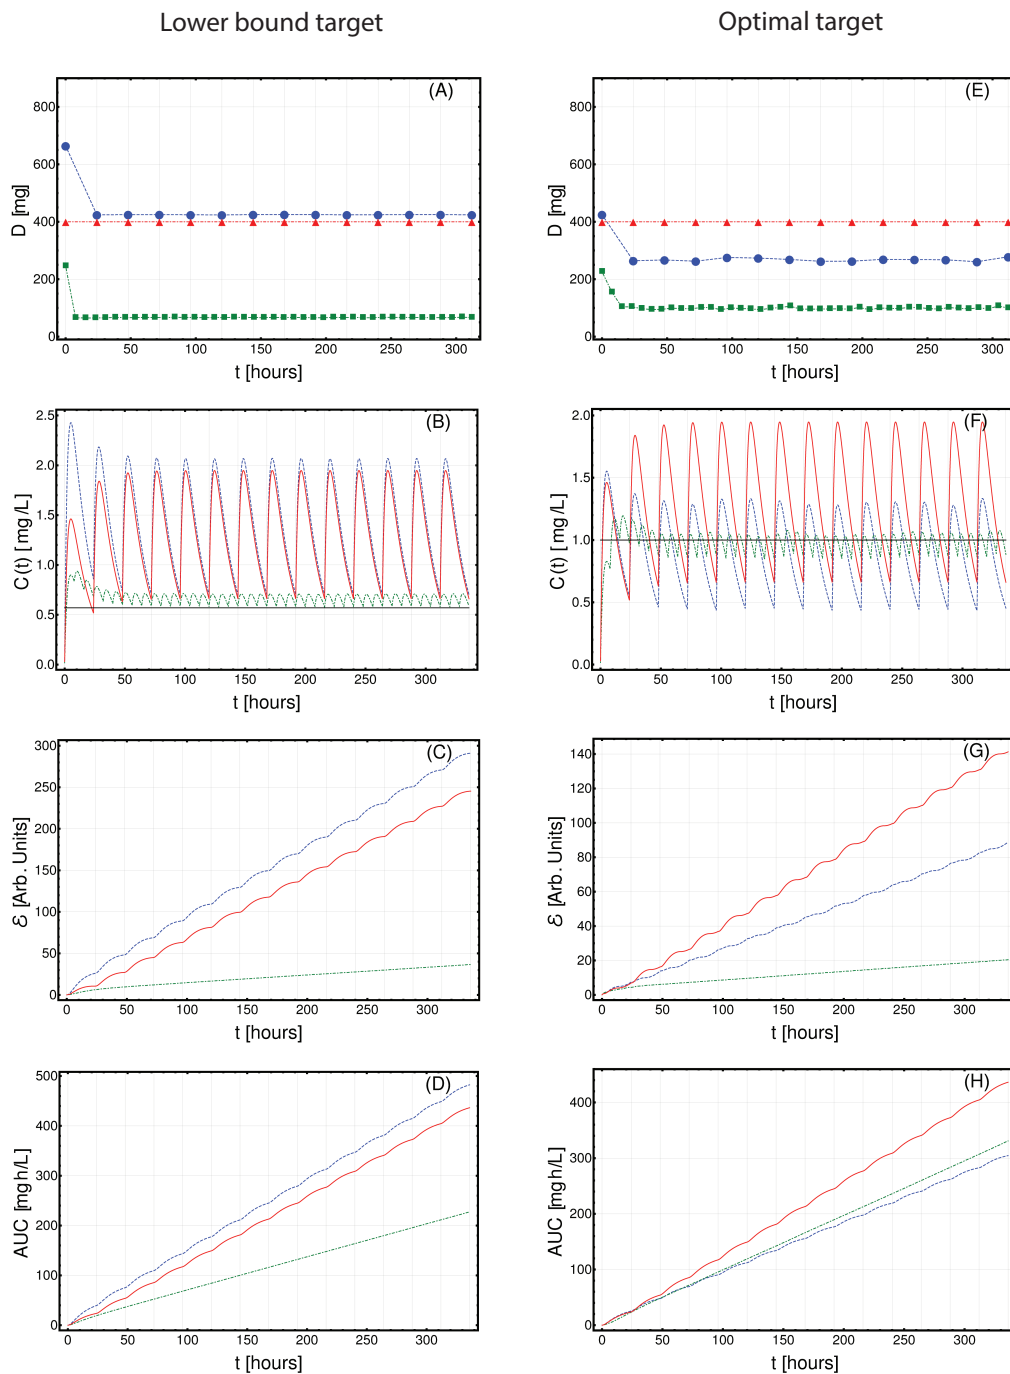 Lower bound target
Optimal target
(A)
800
600
400
200
0
D [mg]
0 50 100 150 200 250 300
t [hours]
(E)
800
600
400
200
0
D [mg]
0 50 100 150 200 250 300
t [hours]
(B)
2.5
2.0
1.5
1.0
0.5
0.0
C(t) [mg/L]
0 50 100 150 200 250 300
t [hours]
(F)
2.0
1.5
1.0
0.5
0.0
C(t) [mg/L]
0 50 100 150 200 250 300
t [hours]
(C)
300
250
200
150
100
50
0
ℰ [Arb. Units]
0 50 100 150 200 250 300
t [hours]
(G)
140
120
100
80
60
40
20
0
ℰ [Arb. Units]
0 50 100 150 200 250 300
t [hours]
(D)
500
400
300
200
100
0
AUC [mg h/L]
0 50 100 150 200 250 300
t [hours]
(H)
400
300
200
100
0
AUC [mg h/L]
0 50 100 150 200 250 300
t [hours]